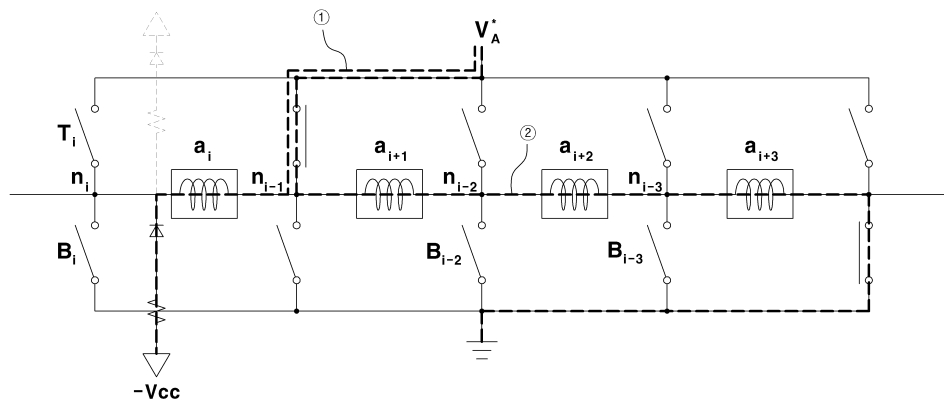 ①
V*A
Ti
ai
ai+1
②
ai+2
ai+3
ni
ni-1
ni-2
ni-3
Bi
Bi-2
Bi-3
-Vcc